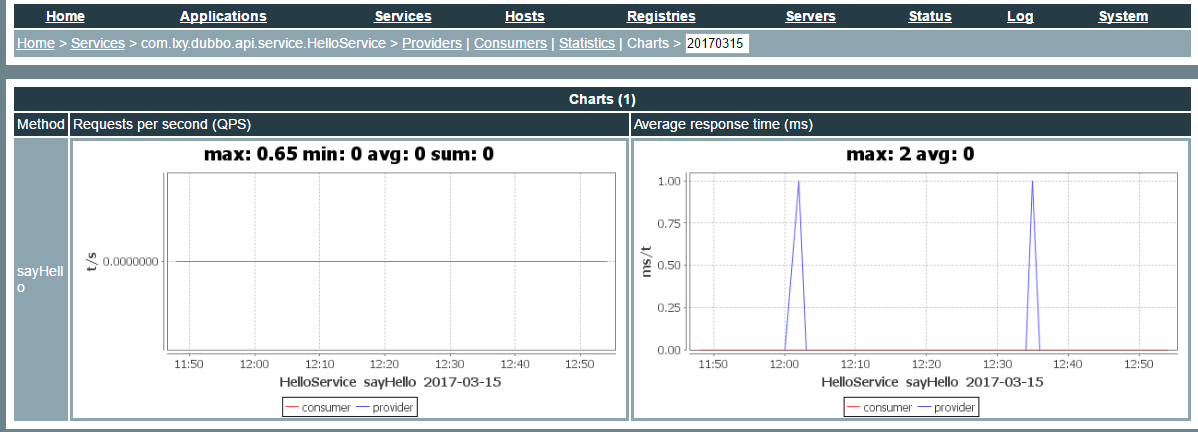 Home Applications Services Hosts Registries Servers Status Log System
Home > Services > com.lxy.dubbo.api.service.HelloService > Providers | Consumers | Statistics | Charts > 20170315
Charts (1)
Method Requests per second (QPS) Average response time (ms)
sayHell
o
max: 0.65 min: 0 avg: 0 sum: 0
t/s
0.0000000
11:50 12:00 12:10 12:20 12:30 12:40 12:50
HelloService sayHello 2017-03-15
consumer provider
max: 2 avg: 0
ms/t
1.00
0.75
0.50
0.25
0.00
11:50 12:00 12:10 12:20 12:30 12:40 12:50
HelloService sayHello 2017-03-15
consumer provider